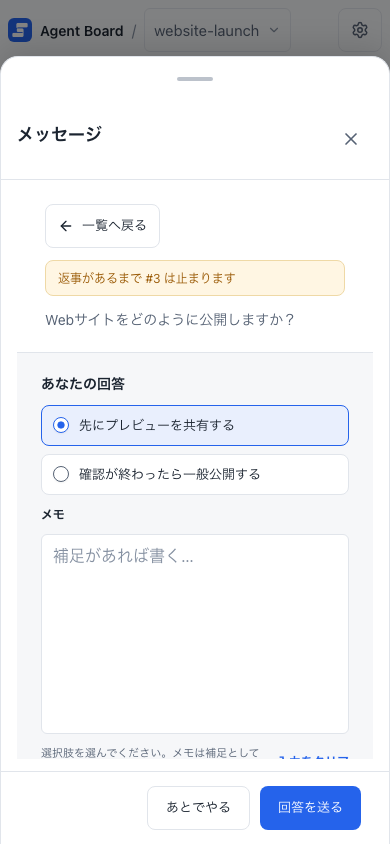 Agent Board / website-launch
メッセージ
一覧へ戻る
返事があるまで #3 は止まります
Webサイトをどのように公開しますか？
あなたの回答
先にプレビューを共有する
確認が終わったら一般公開する
メモ
補足があれば書く...
選択肢を選んでください。メモは補足として
あとでやる
回答を送る